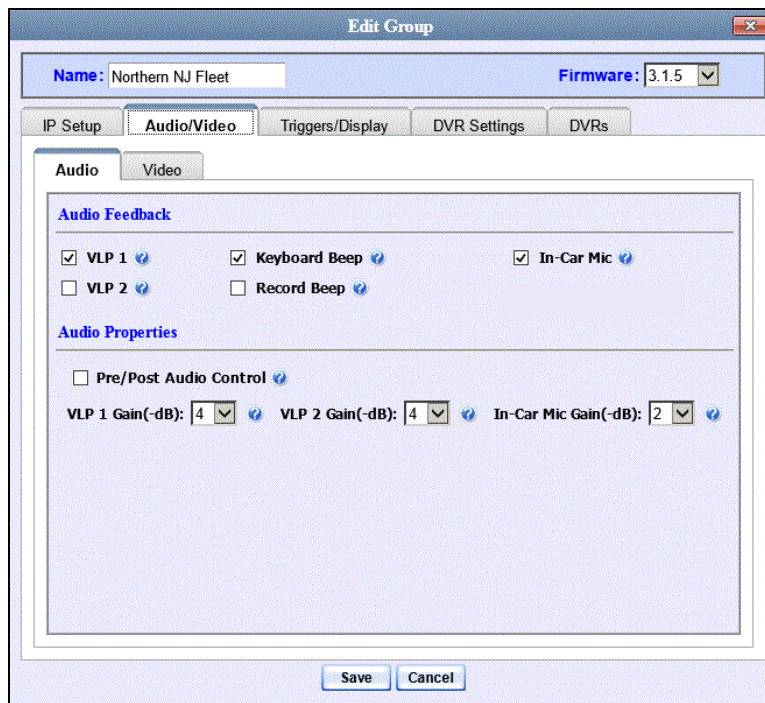 Edit Group
Name: Northern NJ Fleet Firmware: 3.1.5
IP Setup Audio/Video Triggers/Display DVR Settings DVRs
Audio Video
Audio Feedback
VLP 1 ? Keyboard Beep ? In-Car Mic ?
VLP 2 ? Record Beep ?
Audio Properties
Pre/Post Audio Control ?
VLP 1 Gain(-dB): 4 ? VLP 2 Gain(-dB): 4 ? In-Car Mic Gain(-dB): 2 ?
Save Cancel